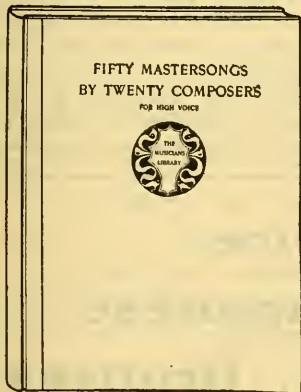 FIFTY MASTERSONGS
BY TWENTY COMPOSERS
FOR HIGH VOICE
THE
MUSICIANS
LIBRARY